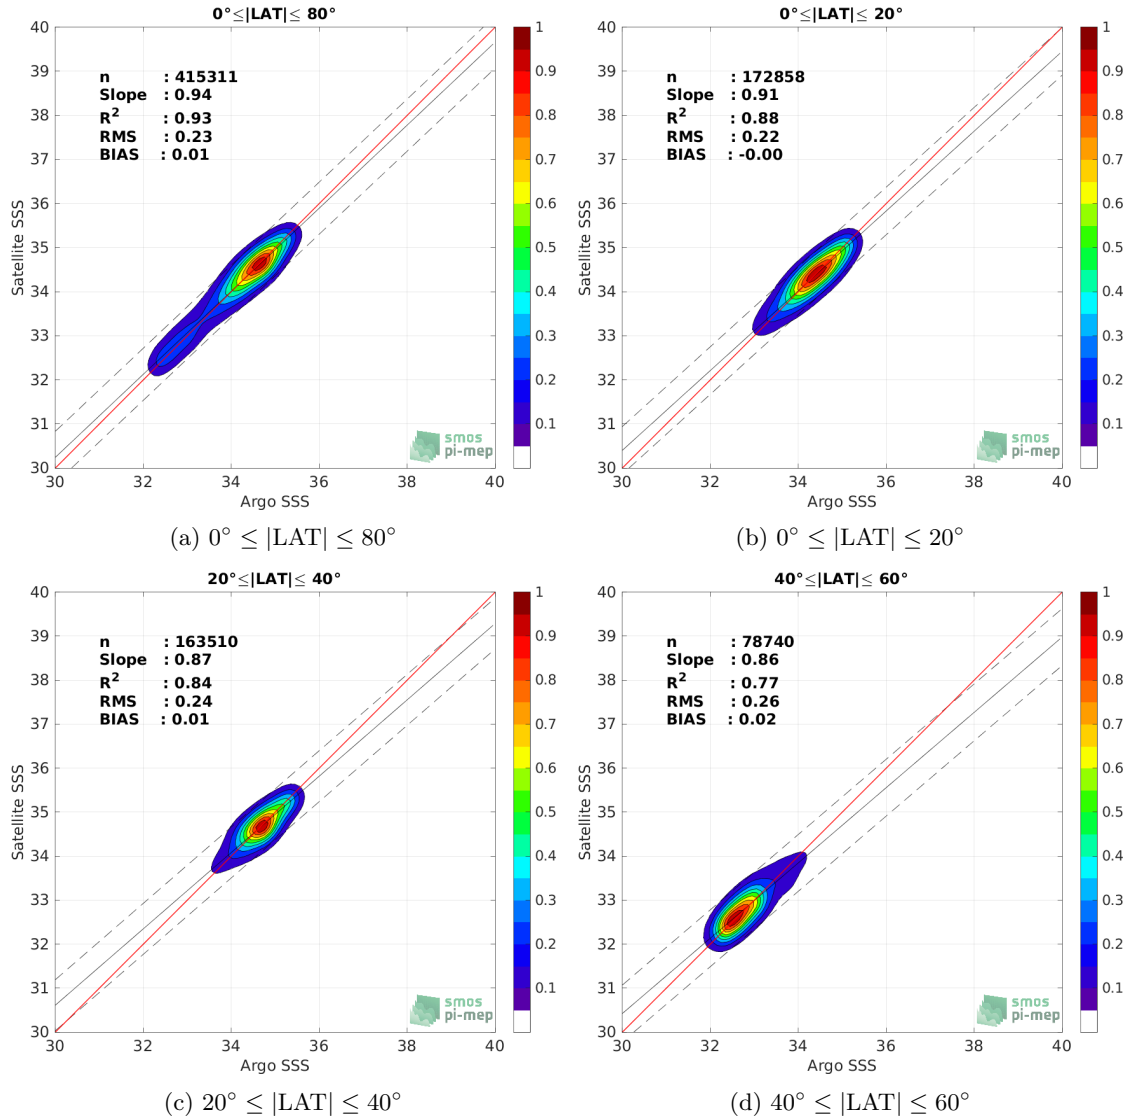 0°≤|LAT|≤ 80°
n : 415311
Slope : 0.94
R² : 0.93
RMS : 0.23
BIAS : 0.01
40
39
38
37
36
35
34
33
32
31
30
Satellite SSS
30 32 34 36 38 40
Argo SSS
smos
pi-mep
1
0.9
0.8
0.7
0.6
0.5
0.4
0.3
0.2
0.1
(a) 0° ≤ |LAT| ≤ 80°
0°≤|LAT|≤ 20°
n : 172858
Slope : 0.91
R² : 0.88
RMS : 0.22
BIAS : -0.00
40
39
38
37
36
35
34
33
32
31
30
Satellite SSS
30 32 34 36 38 40
Argo SSS
smos
pi-mep
1
0.9
0.8
0.7
0.6
0.5
0.4
0.3
0.2
0.1
(b) 0° ≤ |LAT| ≤ 20°
20°≤|LAT|≤ 40°
n : 163510
Slope : 0.87
R² : 0.84
RMS : 0.24
BIAS : 0.01
40
39
38
37
36
35
34
33
32
31
30
Satellite SSS
30 32 34 36 38 40
Argo SSS
smos
pi-mep
1
0.9
0.8
0.7
0.6
0.5
0.4
0.3
0.2
0.1
(c) 20° ≤ |LAT| ≤ 40°
40°≤|LAT|≤ 60°
n : 78740
Slope : 0.86
R² : 0.77
RMS : 0.26
BIAS : 0.02
40
39
38
37
36
35
34
33
32
31
30
Satellite SSS
30 32 34 36 38 40
Argo SSS
smos
pi-mep
1
0.9
0.8
0.7
0.6
0.5
0.4
0.3
0.2
0.1
(d) 40° ≤ |LAT| ≤ 60°